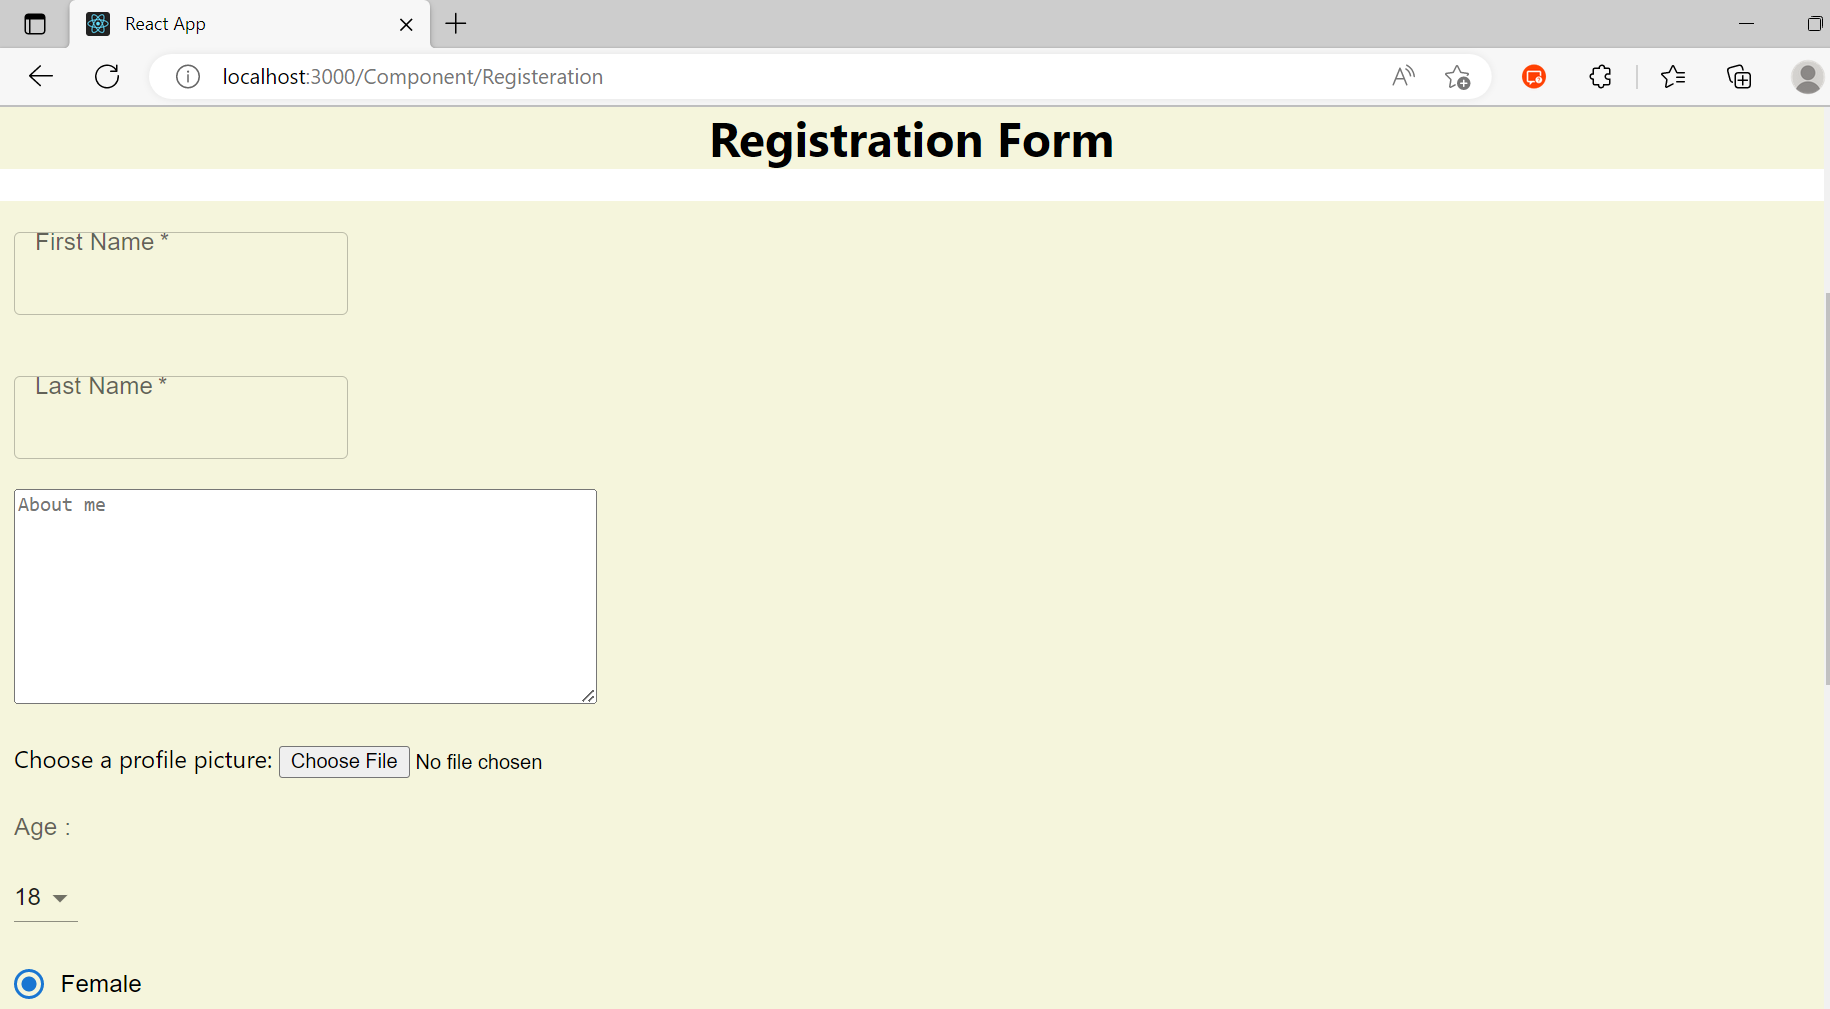 React App
localhost:3000/Component/Registeration
Registration Form
First Name *
Last Name *
About me
Choose a profile picture: Choose File No file chosen
Age :
18
Female